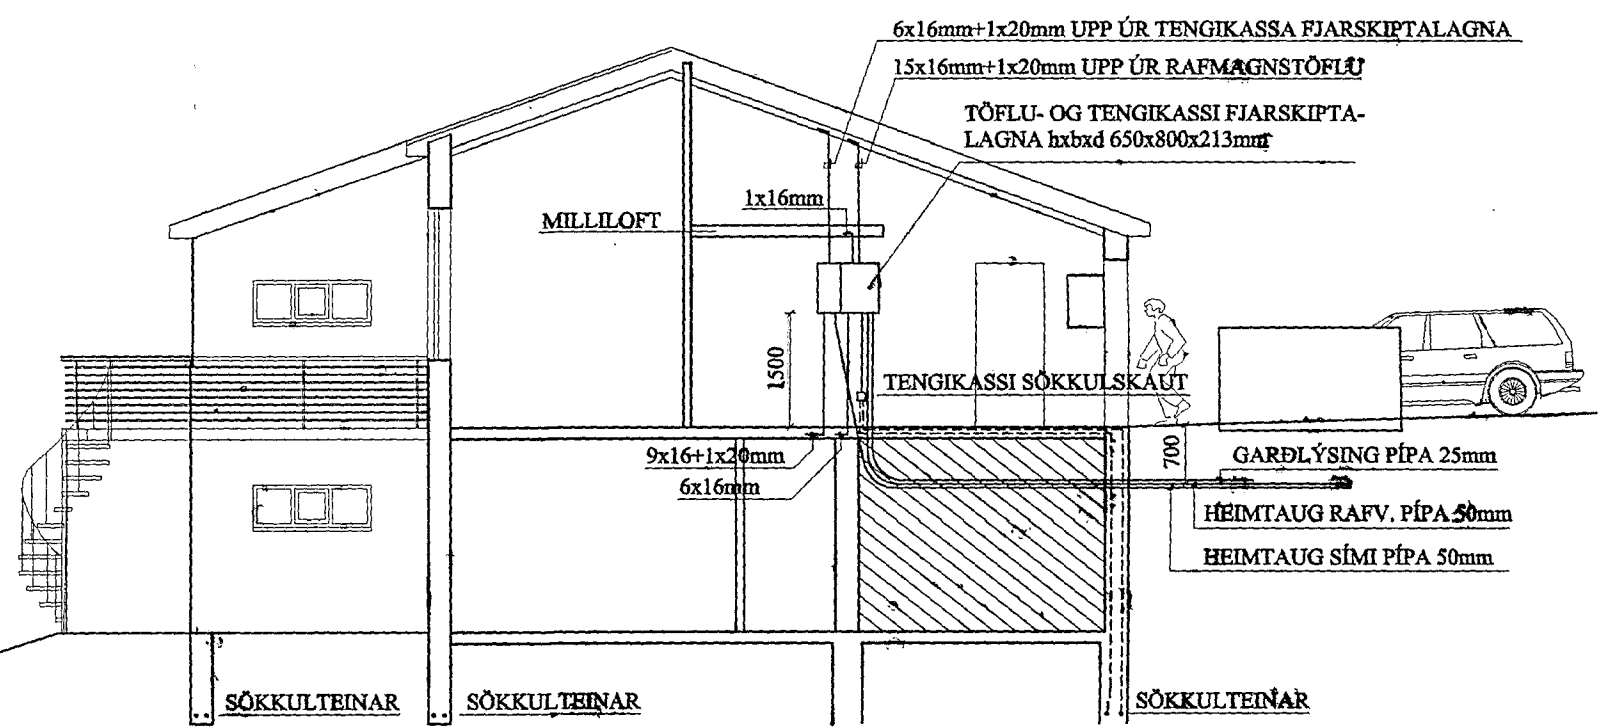 6x16mm+1x20mm UPP ÚR TENGIKASSA FJARSKIPTALAGNA
15x16mm+1x20mm UPP ÚR RAFMAGNSTÖFLU
TÖFLU- OG TENGIKASSI FJARSKIPTA-
LAGNA hxbxd 650x800x213mm
1x16mm
MILLILOFT
1500
TENGIKASSI SÖKKULSKAUT
9x16+1x20mm
6x16mm
700
GARÐLÝSING PÍPA 25mm
HEIMTAUG RAFV. PÍPA 50mm
HEIMTAUG SÍMI PÍPA 50mm
SÖKKULTEINAR
SÖKKULTEINAR
SÖKKULTEINAR